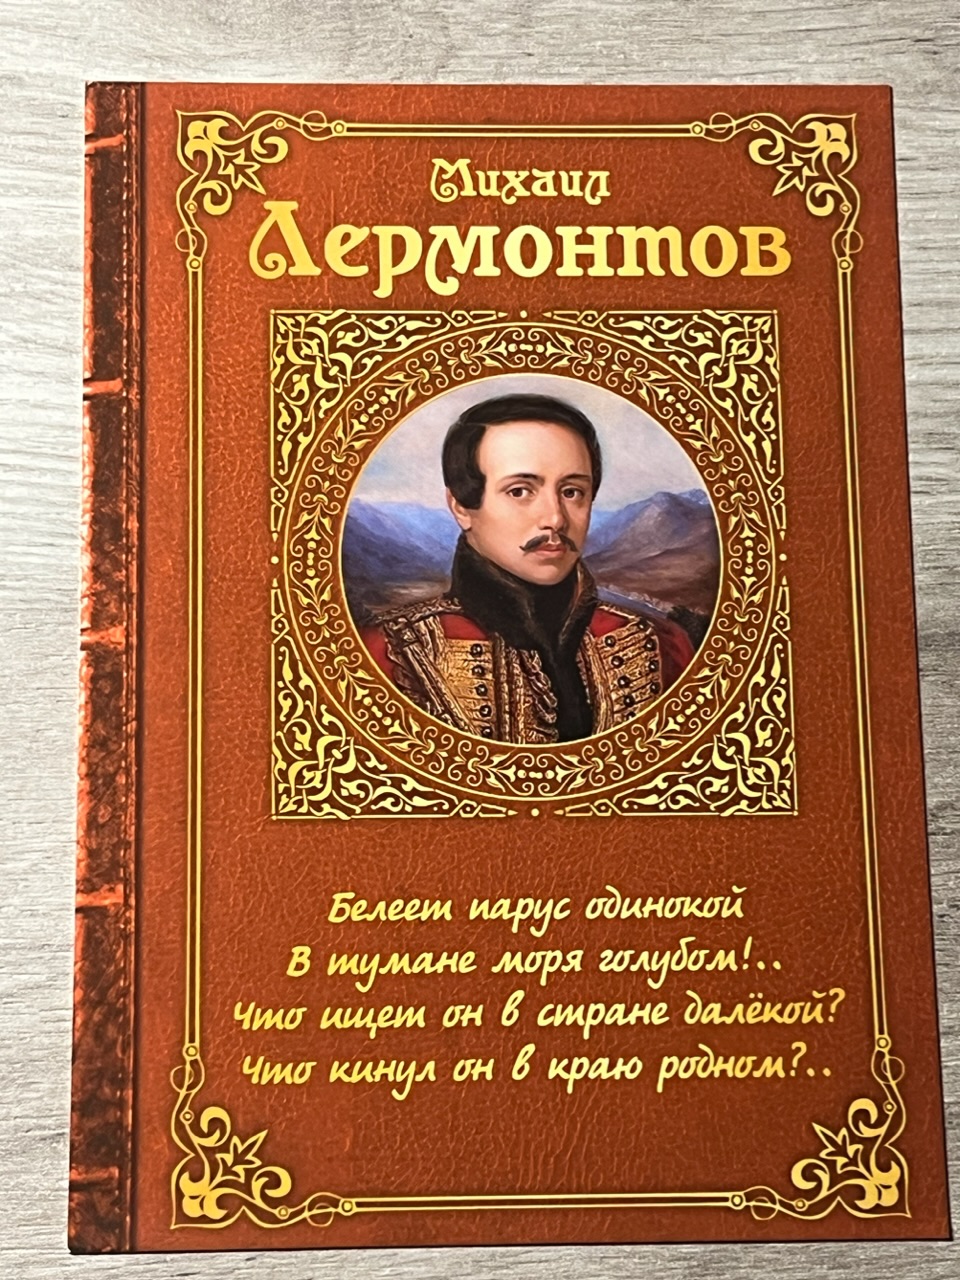 Михаил
Лермонтов
Белеет парус одинокой
В тумане моря голубом!..
Что ищет он в стране далёкой?
Что кинул он в краю родном?..